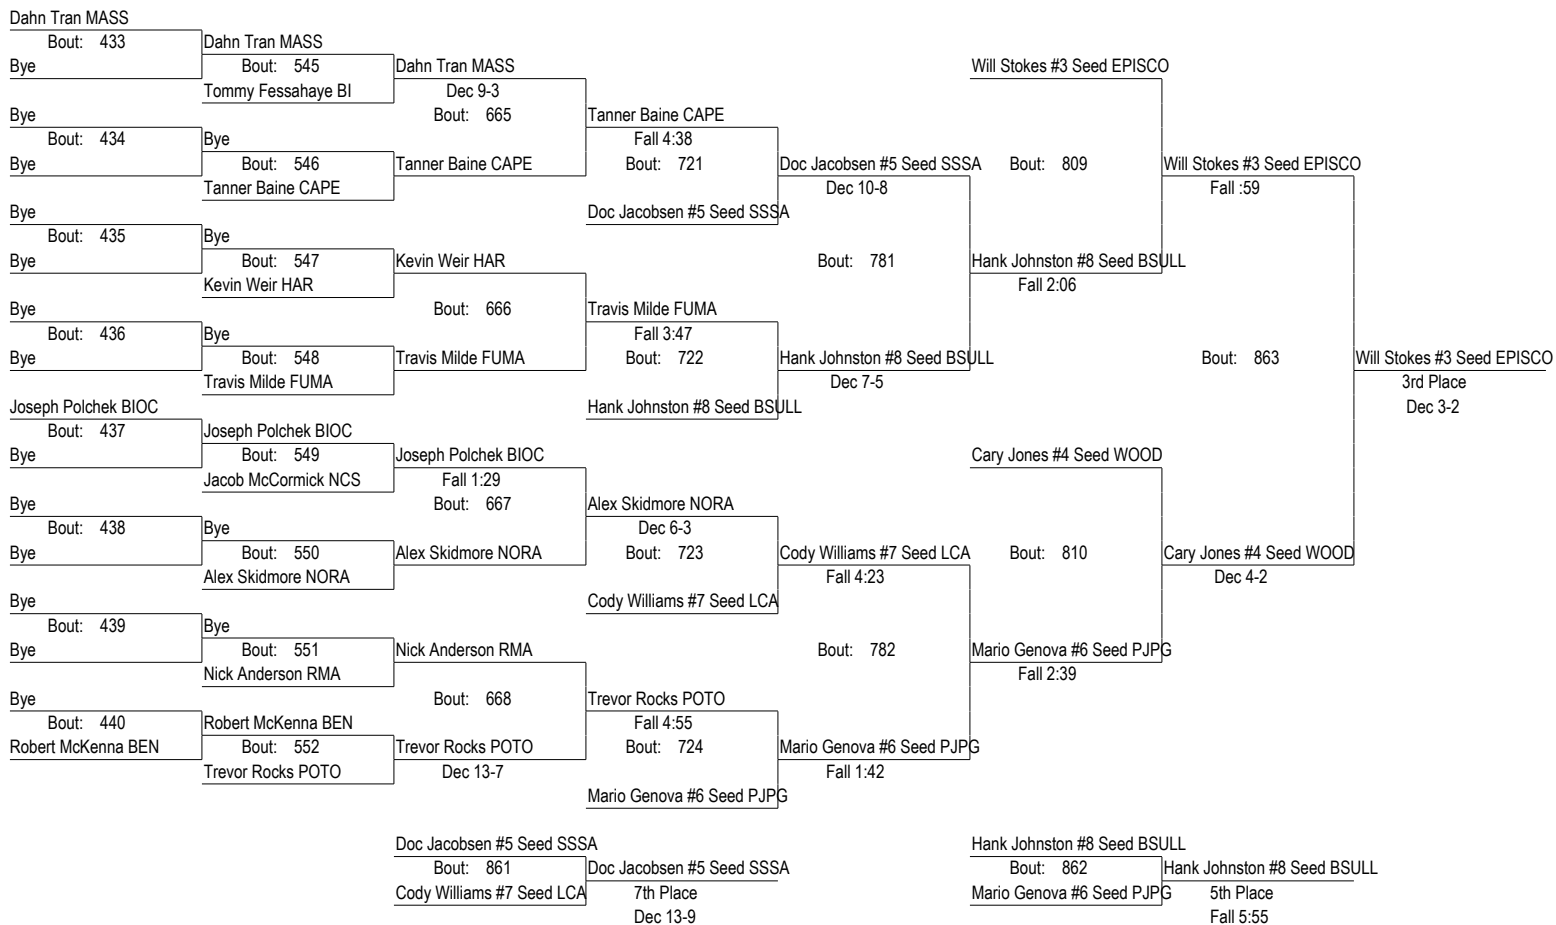 Dahn Tran MASS
Bout: 433
Dahn Tran MASS
Bye
Bout: 545
Dahn Tran MASS
Will Stokes #3 Seed EPISCO
Tommy Fessahaye BI
Dec 9-3
Bye
Bout: 665
Tanner Baine CAPE
Bout: 434
Bye
Fall 4:38
Bye
Bout: 546
Tanner Baine CAPE
Bout: 721
Doc Jacobsen #5 Seed SSSA
Bout: 809
Will Stokes #3 Seed EPISCO
Tanner Baine CAPE
Dec 10-8
Fall :59
Bye
Doc Jacobsen #5 Seed SSSA
Bout: 435
Bye
Bye
Bout: 547
Kevin Weir HAR
Bout: 781
Hank Johnston #8 Seed BSULL
Kevin Weir HAR
Fall 2:06
Bye
Bout: 666
Travis Milde FUMA
Bout: 436
Bye
Fall 3:47
Bye
Bout: 548
Travis Milde FUMA
Bout: 722
Hank Johnston #8 Seed BSULL
Bout: 863
Will Stokes #3 Seed EPISCO
Travis Milde FUMA
Dec 7-5
3rd Place
Joseph Polchek BIOC
Hank Johnston #8 Seed BSULL
Dec 3-2
Bout: 437
Joseph Polchek BIOC
Bye
Bout: 549
Joseph Polchek BIOC
Cary Jones #4 Seed WOOD
Jacob McCormick NCS
Fall 1:29
Bye
Bout: 667
Alex Skidmore NORA
Bout: 438
Bye
Dec 6-3
Bye
Bout: 550
Alex Skidmore NORA
Bout: 723
Cody Williams #7 Seed LCA
Bout: 810
Cary Jones #4 Seed WOOD
Alex Skidmore NORA
Fall 4:23
Dec 4-2
Bye
Cody Williams #7 Seed LCA
Bout: 439
Bye
Bye
Bout: 551
Nick Anderson RMA
Bout: 782
Mario Genova #6 Seed PJPG
Nick Anderson RMA
Fall 2:39
Bye
Bout: 668
Trevor Rocks POTO
Bout: 440
Robert McKenna BEN
Fall 4:55
Robert McKenna BEN
Bout: 552
Trevor Rocks POTO
Bout: 724
Mario Genova #6 Seed PJPG
Trevor Rocks POTO
Dec 13-7
Fall 1:42
Mario Genova #6 Seed PJPG
Doc Jacobsen #5 Seed SSSA
Hank Johnston #8 Seed BSULL
Bout: 861
Doc Jacobsen #5 Seed SSSA
Bout: 862
Hank Johnston #8 Seed BSULL
Cody Williams #7 Seed LCA
7th Place
Mario Genova #6 Seed PJPG
5th Place
Dec 13-9
Fall 5:55